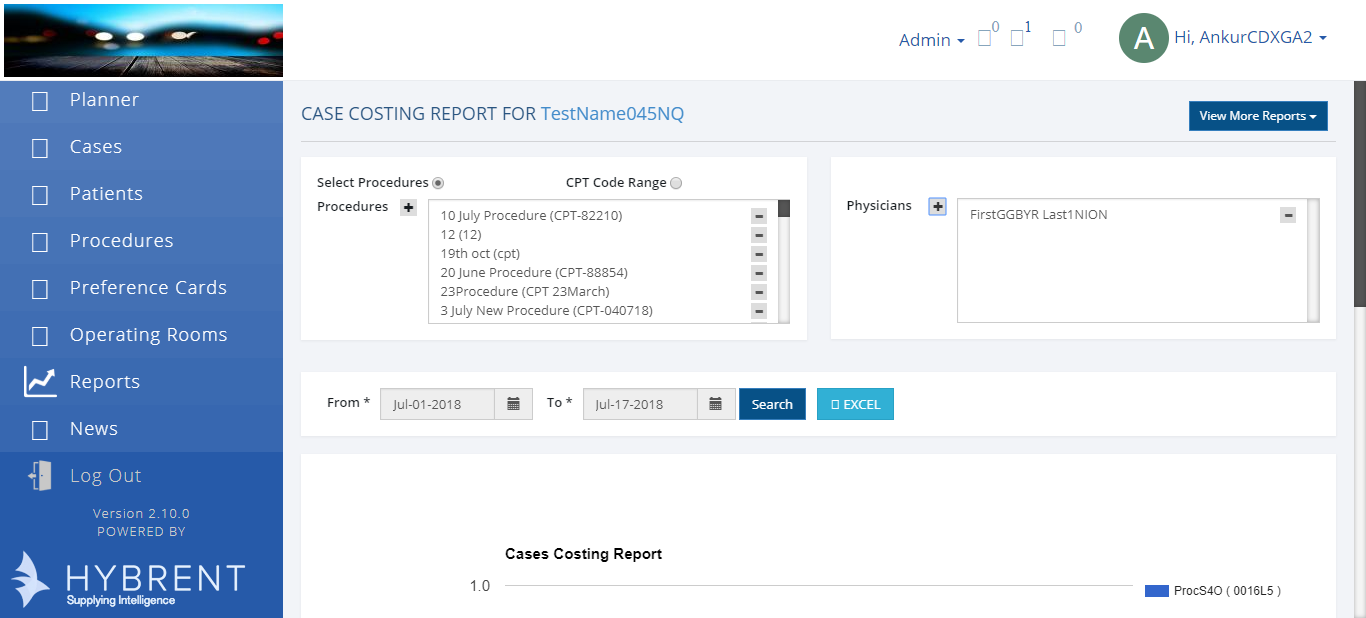 Admin 0 1 0 A Hi, AnkurCDXGA2
Planner
Cases
Patients
Procedures
Preference Cards
Operating Rooms
Reports
News
Log Out
Version 2.10.0
POWERED BY
HYBRENT
Supplying Intelligence
CASE COSTING REPORT FOR TestName045NQ
View More Reports
Select Procedures CPT Code Range
Procedures
10 July Procedure (CPT-82210)
12 (12)
19th oct (cpt)
20 June Procedure (CPT-88854)
23Procedure (CPT 23March)
3 July New Procedure (CPT-040718)
Physicians
FirstGGBYR Last1NION
From * Jul-01-2018 To * Jul-17-2018 Search EXCEL
Cases Costing Report
1.0
ProcS4O ( 0016L5 )